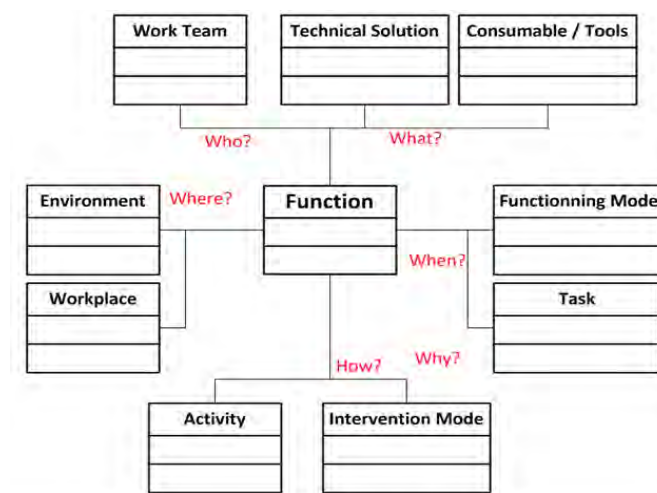 Work Team
Technical Solution
Consumable / Tools
Who?
What?
Environment
Where?
Function
Functionning Mode
When?
Workplace
Task
How?
Why?
Activity
Intervention Mode